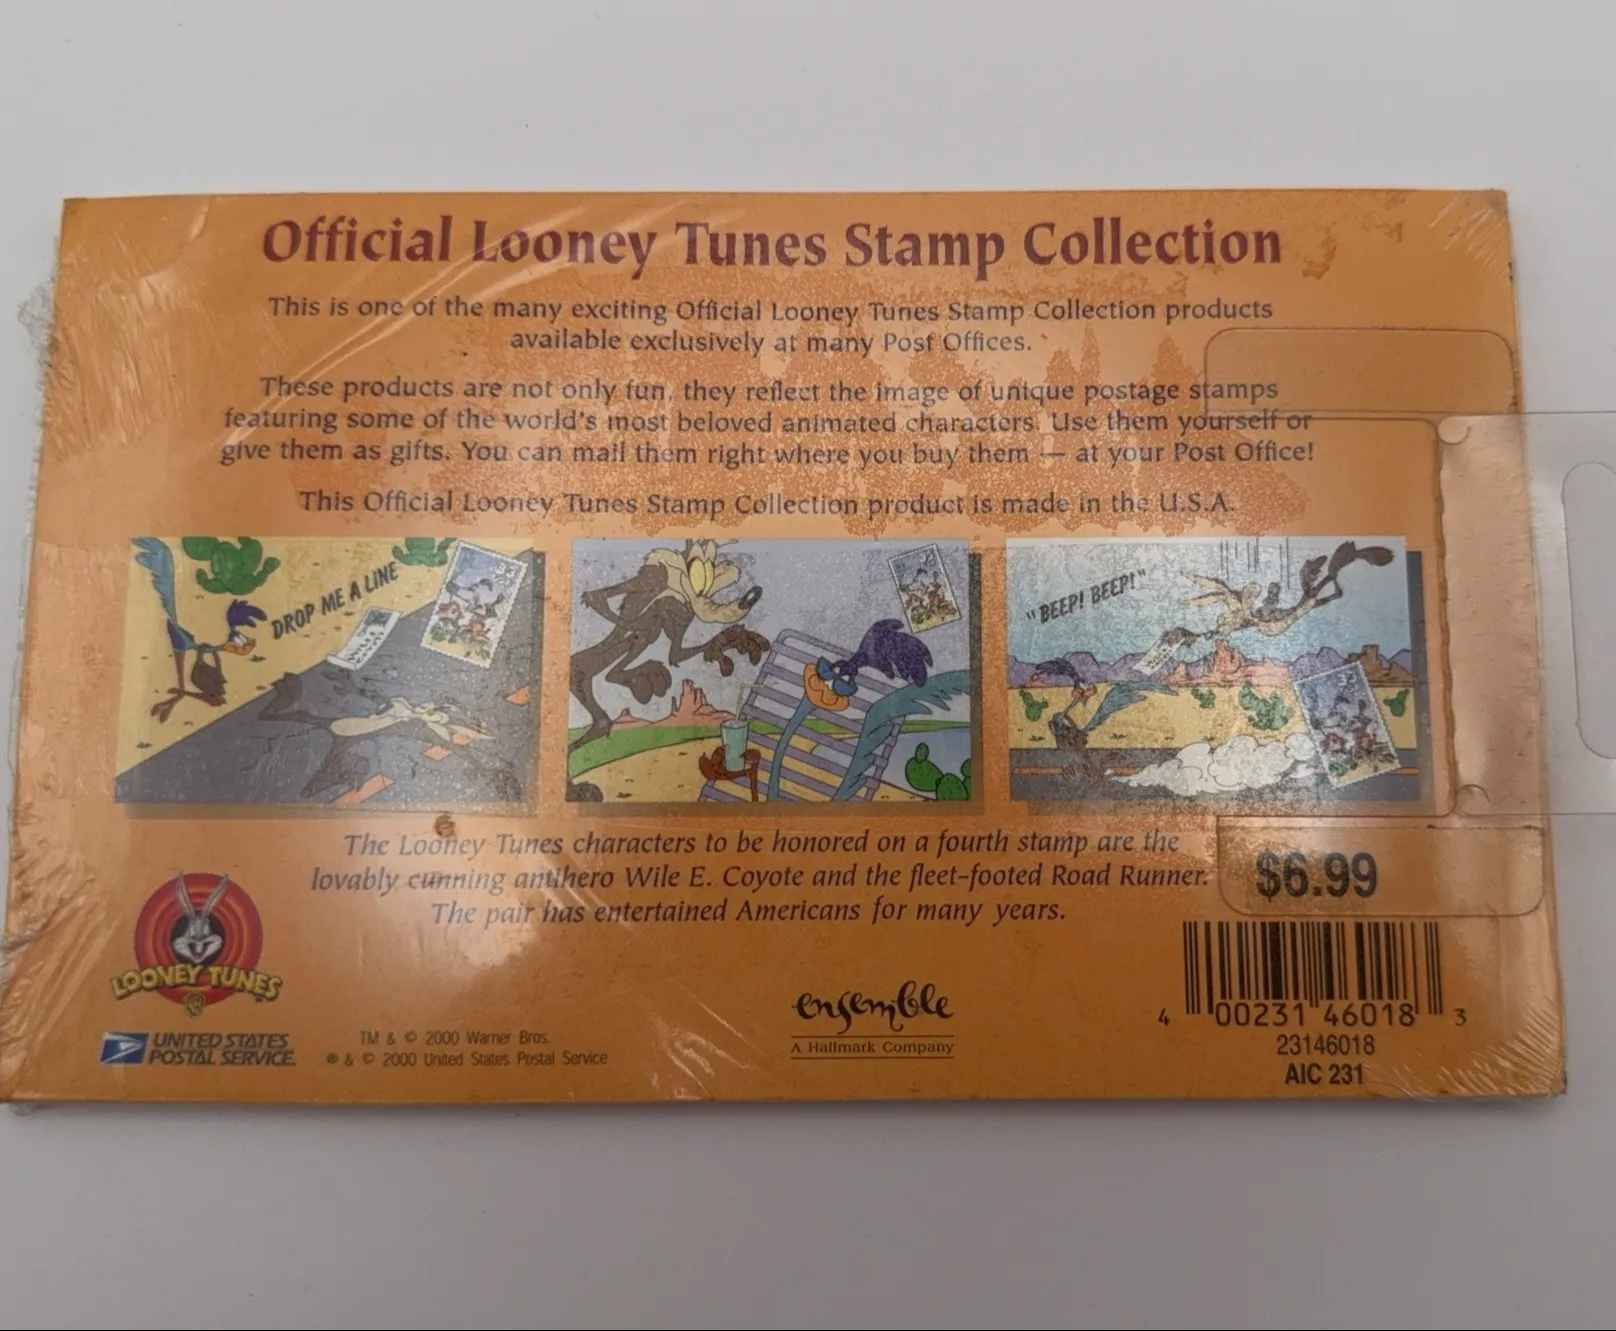 Official Looney Tunes Stamp Collection
This is one of the many exciting Official Looney Tunes Stamp Collection products
available exclusively at many Post Offices.
These products are not only fun, they reflect the image of unique postage stamps
featuring some of the world's most beloved animated characters. Use them yourself or
give them as gifts. You can mail them right where you buy them — at your Post Office!
This Official Looney Tunes Stamp Collection product is made in the U.S.A.
DROP ME A LINE
"BEEP! BEEP!"
The Looney Tunes characters to be honored on a fourth stamp are the
lovably cunning antihero Wile E. Coyote and the fleet-footed Road Runner.
The pair has entertained Americans for many years.
$6.99
LOONEY TUNES
WB
UNITED STATES
POSTAL SERVICE
TM & © 2000 Warner Bros.
® & © 2000 United States Postal Service
ensemble
A Hallmark Company
4 00231 46018 3
23146018
AIC 231